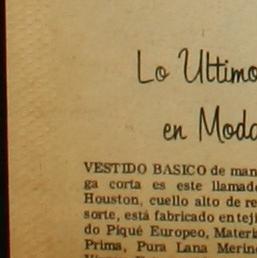 Lo Ultimo
en Moda
VESTIDO BASICO de man
ga corta es este llamado
Houston, cuello alto de re
sorte, está fabricado en teji
do Piqué Europeo, Materi
Prima, Pura Lana Merin